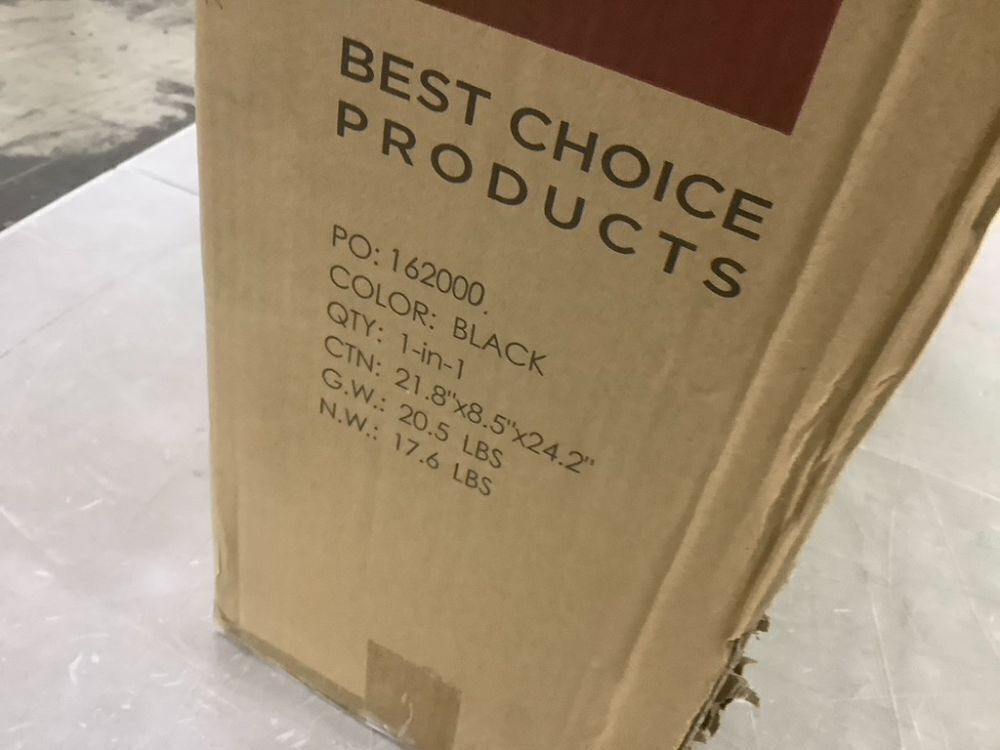 BEST CHOICE
PRODUCTS
PO: 162000.
COLOR: BLACK
QTY: 1-in-1
CTN: 21.8"x8.5"x24.2"
G.W.: 20.5 LBS
N.W.: 17.6 LBS